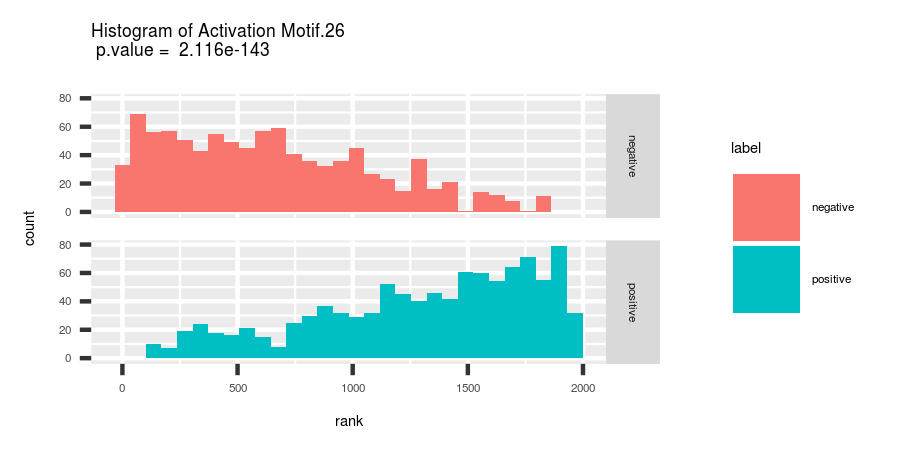 Histogram of Activation Motif.26
p.value =  2.116e-143
80
60
40
20
0
negative
80
60
40
20
0
positive
0
500
1000
1500
2000
rank
count
label
negative
positive